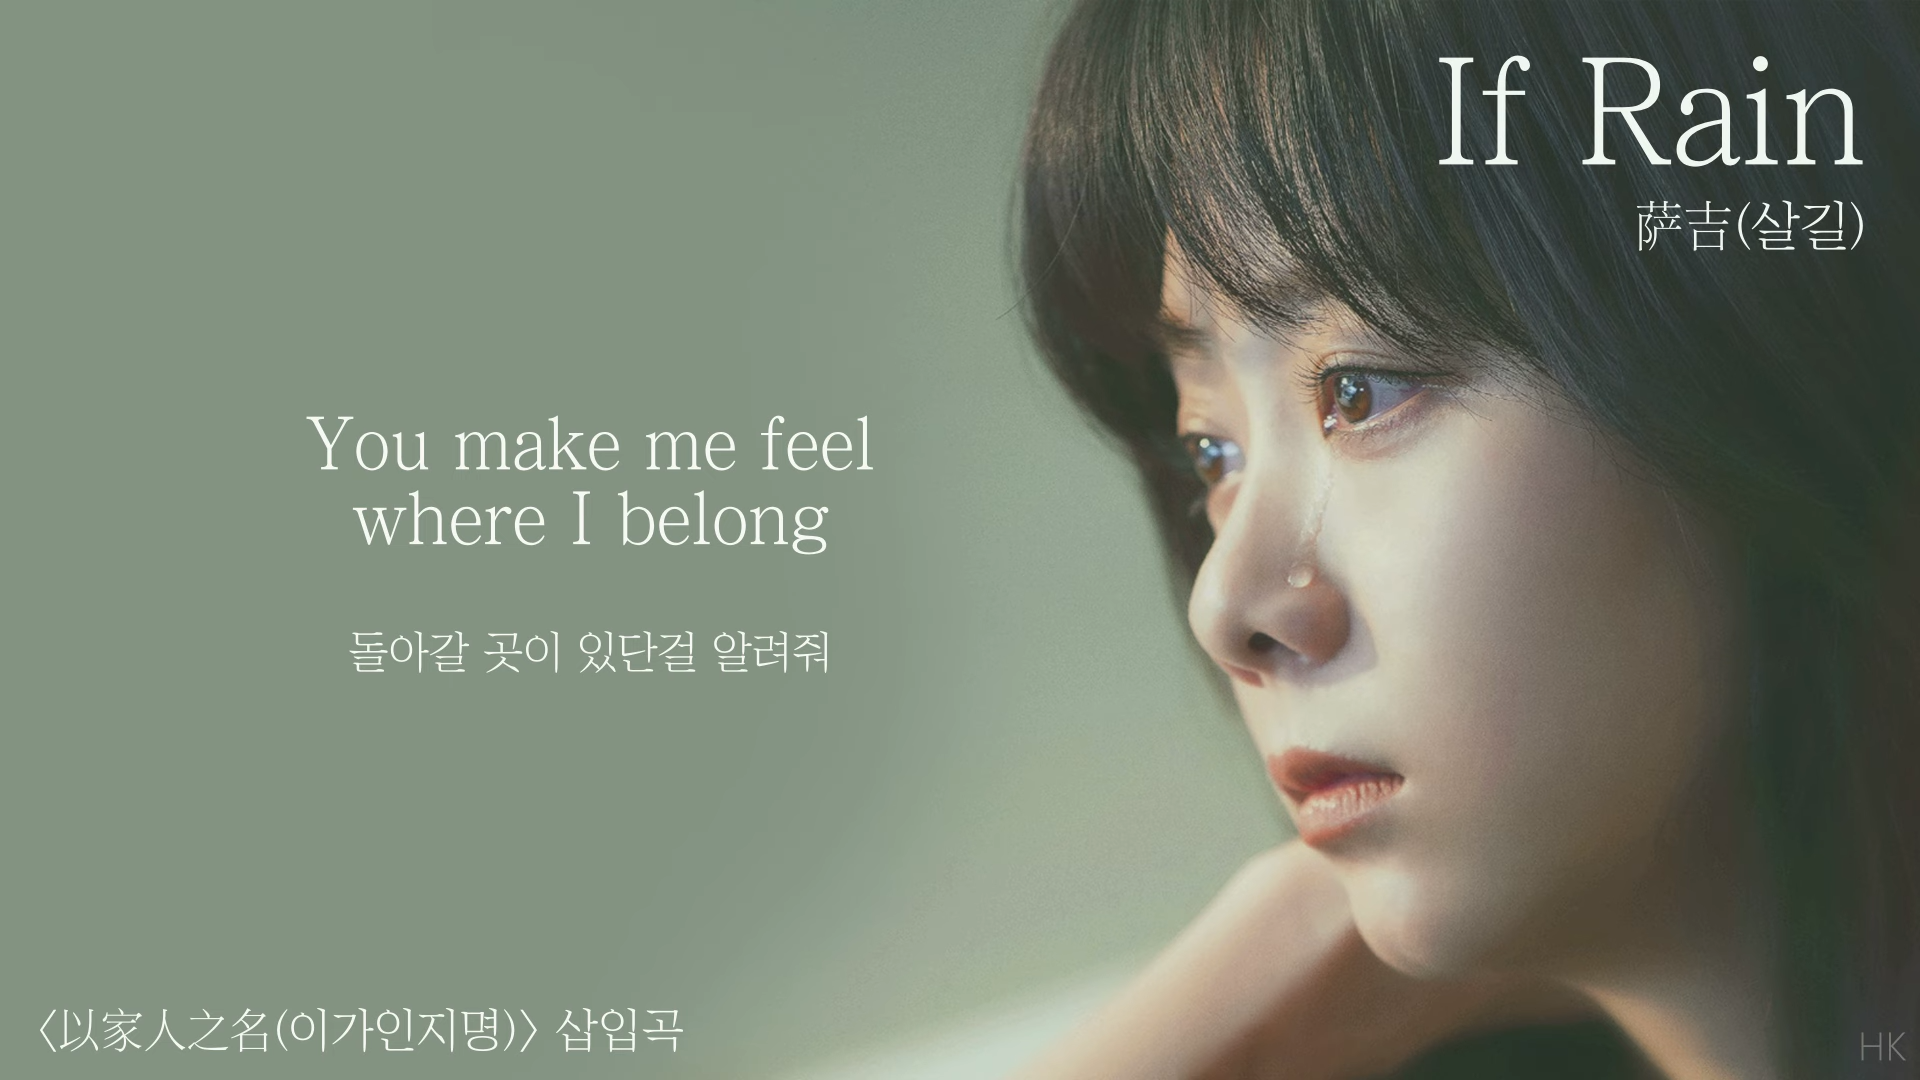 If Rain
萨吉(살길)
You make me feel
where I belong
돌아갈 곳이 있단걸 알려줘
〈以家人之名(이가인지명)〉 삽입곡
HK